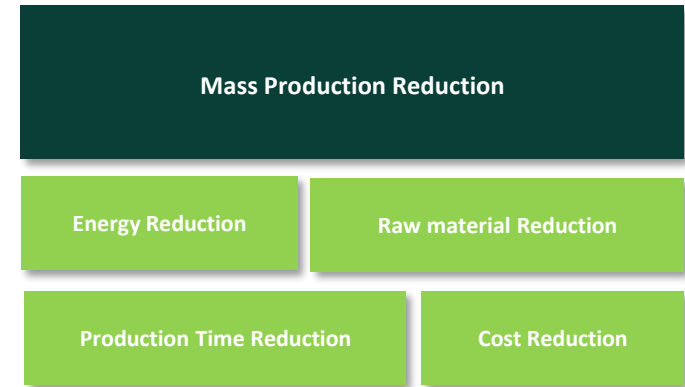 Mass Production Reduction
Energy Reduction
Raw material Reduction
Production Time Reduction
Cost Reduction